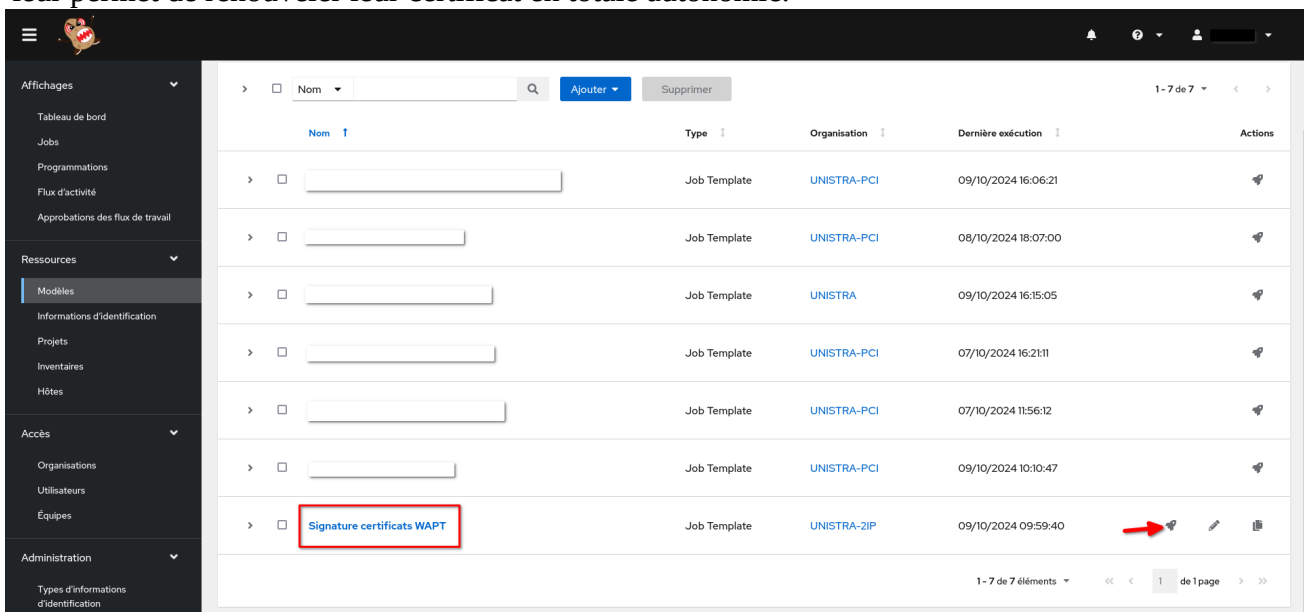 leur permet de renouveler leur certificat en totale autonomie.
Affichages
Tableau de bord
Jobs
Programmations
Flux d'activité
Approbations des flux de travail
Ressources
Modèles
Informations d'identification
Projets
Inventaires
Hôtes
Accès
Organisations
Utilisateurs
Équipes
Administration
Types d'informations
d'identification
Nom Ajouter Supprimer 1 - 7 de 7
Nom Type Organisation Dernière exécution Actions
Job Template UNISTRA-PCI 09/10/2024 16:06:21
Job Template UNISTRA-PCI 08/10/2024 18:07:00
Job Template UNISTRA 09/10/2024 16:15:05
Job Template UNISTRA-PCI 07/10/2024 16:21:11
Job Template UNISTRA-PCI 07/10/2024 11:56:12
Job Template UNISTRA-PCI 09/10/2024 10:10:47
Signature certificats WAPT Job Template UNISTRA-2IP 09/10/2024 09:59:40
1 - 7 de 7 éléments 1 de 1 page